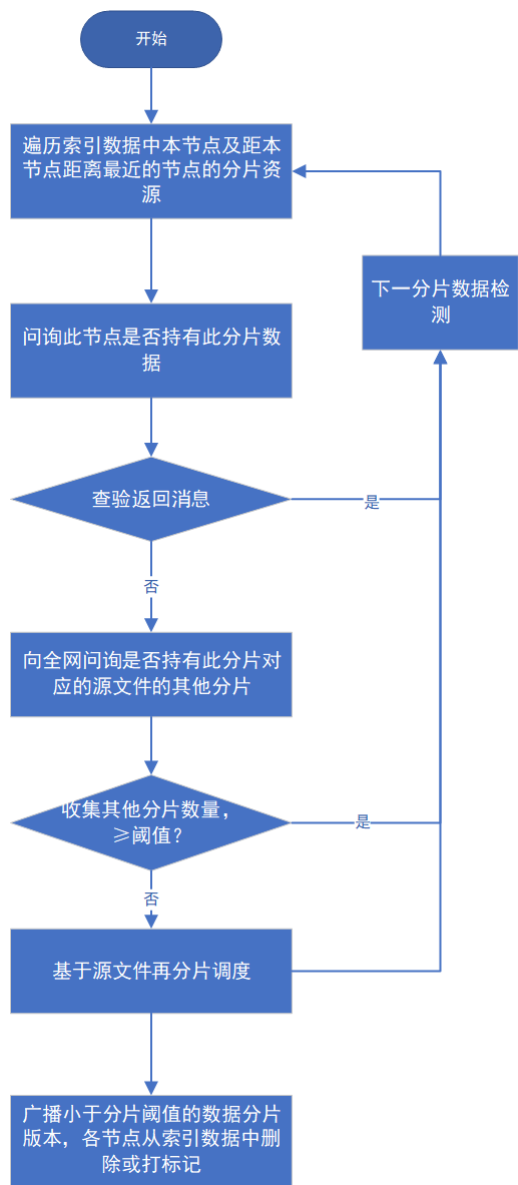 开始
遍历索引数据中本节点及距本
节点距离最近的节点的分片资
源
下一分片数据检
测
问询此节点是否持有此分片数
据
查验返回消息
是
否
向全网问询是否持有此分片对
应的源文件的其他分片
收集其他分片数量，
≥阈值？
是
否
基于源文件再分片调度
广播小于分片阈值的数据分片
版本，各节点从索引数据中删
除或打标记